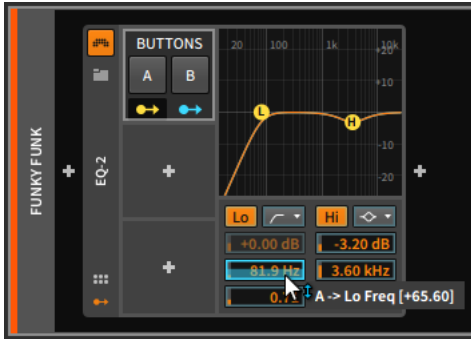 FUNKY FUNK
EQ-2
BUTTONS
A B
20 100 1k 10k
+20
+10
-10
-20
L
H
Lo Hi
+0.00 dB -3.20 dB
81.9 Hz 3.60 kHz
A -> Lo Freq [+65.60]